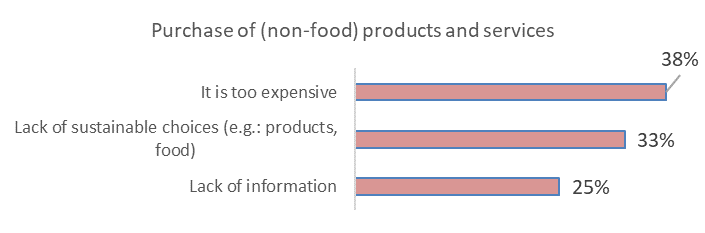 Purchase of (non-food) products and services
38%
It is too expensive
Lack of sustainable choices (e.g.: products,
food)
33%
Lack of information
25%